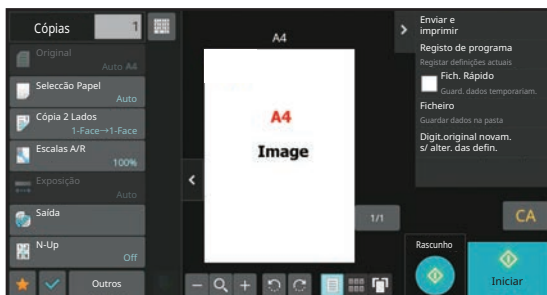 Cópias
1
Original
Auto A4
Selecção Papel
Auto
Cópia 2 Lados
1-Face→1-Face
Escalas A/R
100%
Exposição
Auto
Saída
N-Up
Off
Outros
A4
A4
Image
1/1
Enviar e
imprimir
Registo de programa
Registar definições actuais
Fich. Rápido
Guard. dados temporariam.
Ficheiro
Guardar dados na pasta
Digit.original novam.
s/ alter. das defin.
CA
Rascunho
Iniciar